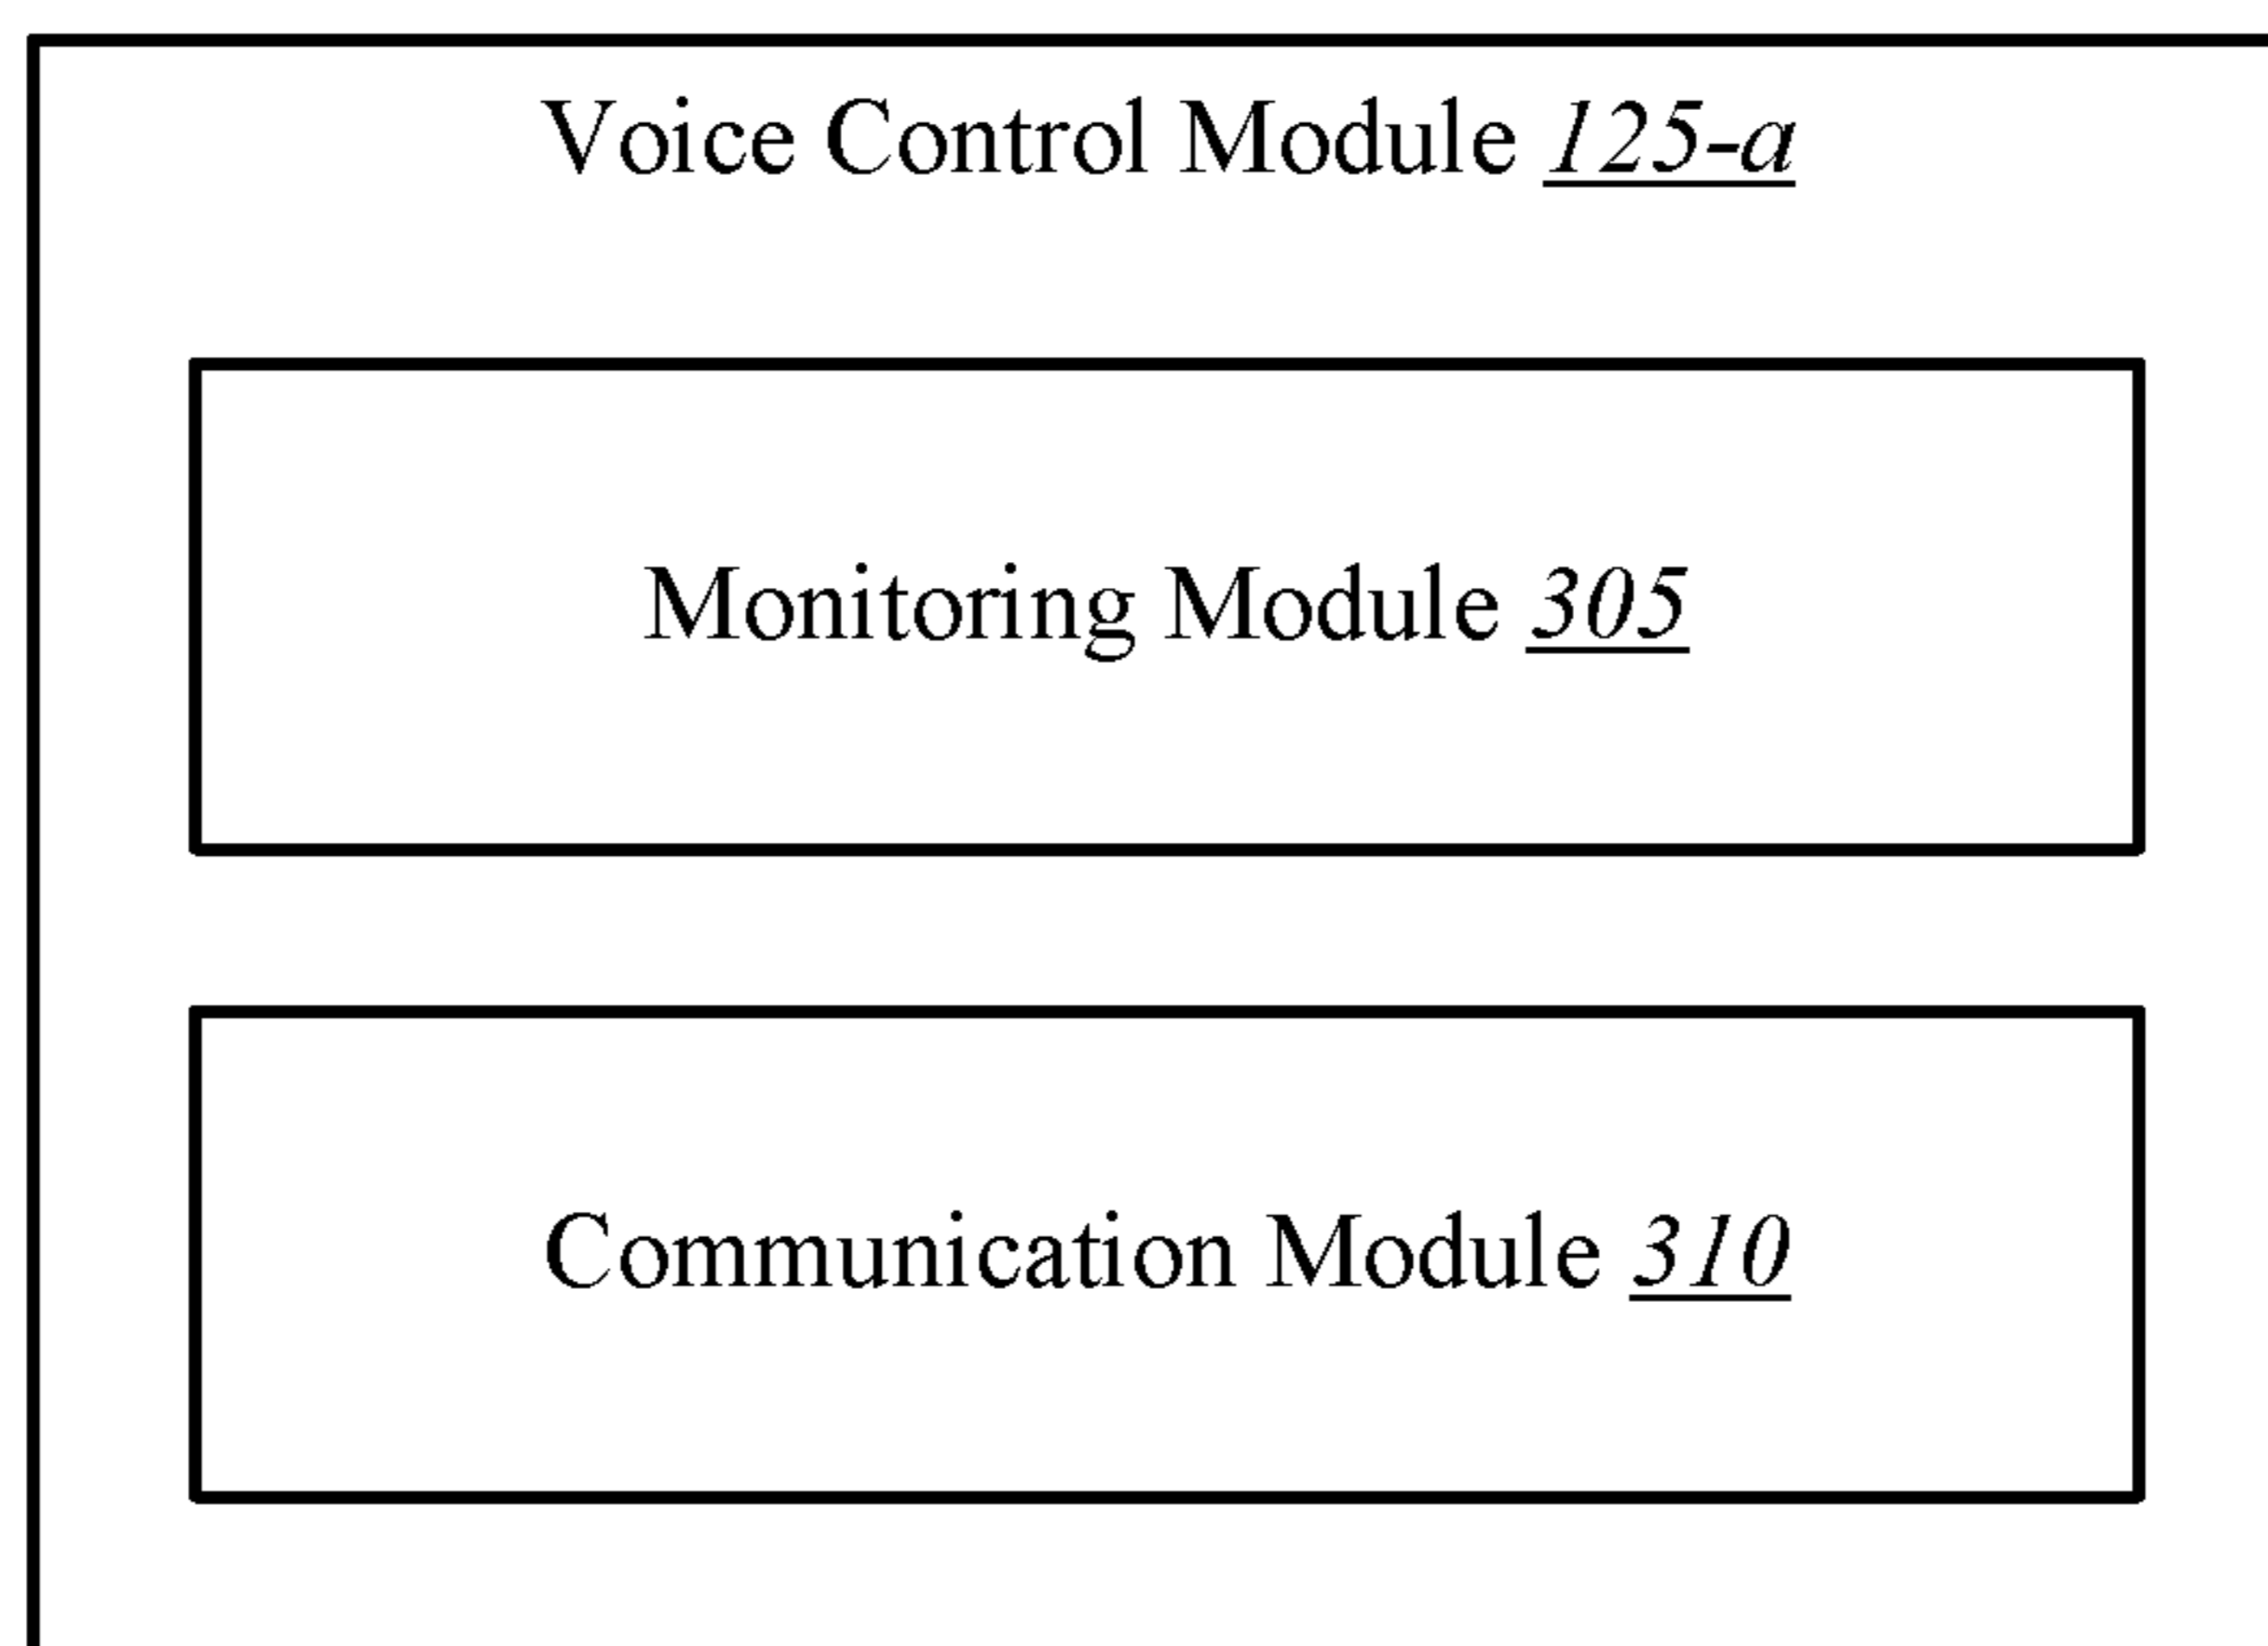 Voice Control Module 125-a
Monitoring Module 305
Communication Module 310